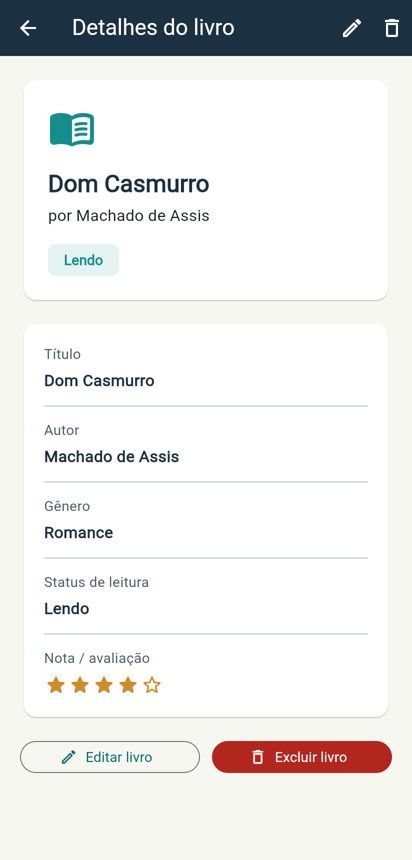 Detalhes do livro
Dom Casmurro
por Machado de Assis
Lendo
Título
Dom Casmurro
Autor
Machado de Assis
Gênero
Romance
Status de leitura
Lendo
Nota / avaliação
Editar livro
Excluir livro